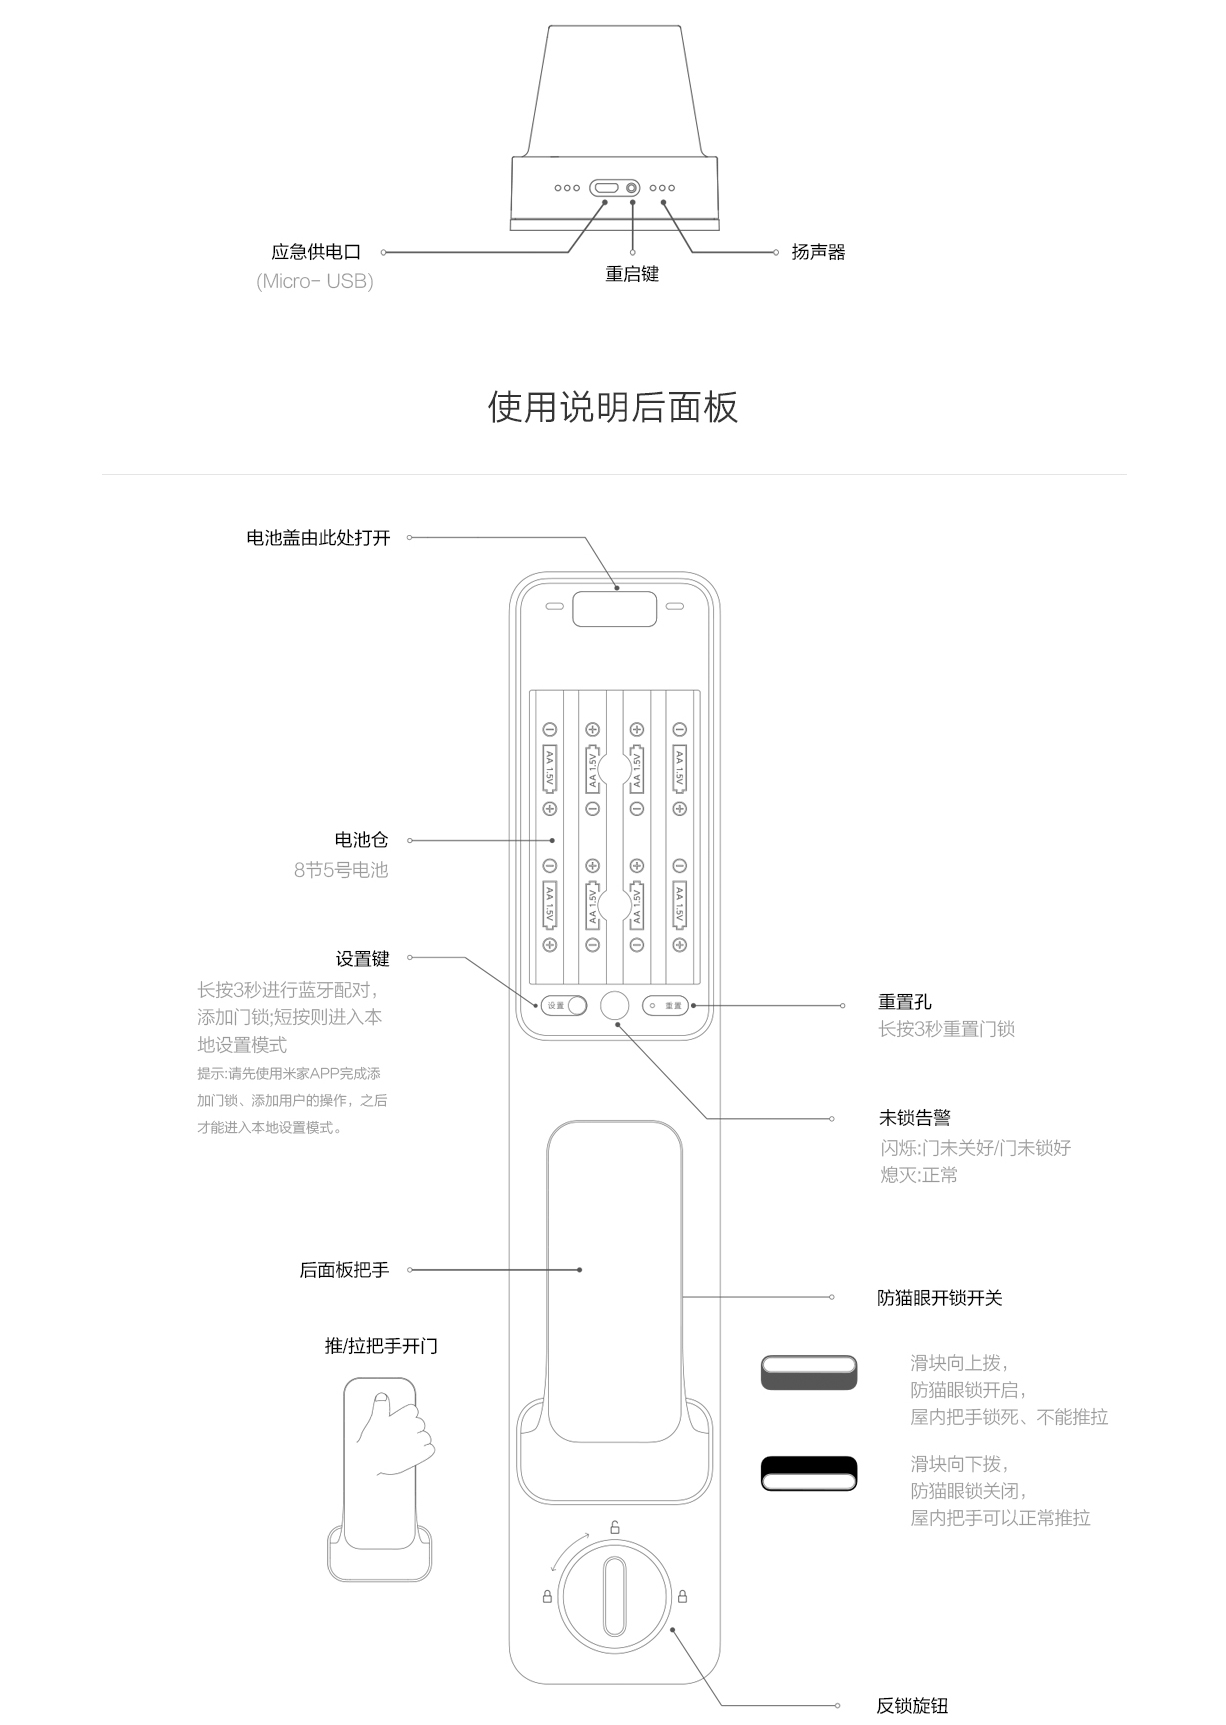 应急供电口
(Micro- USB)
重启键
扬声器
使用说明后面板
电池盖由此处打开
AA 1.5V
AA 1.5V
AA 1.5V
AA 1.5V
电池仓
8节5号电池
AA 1.5V
AA 1.5V
AA 1.5V
AA 1.5V
设置键
长按3秒进行蓝牙配对，
添加门锁;短按则进入本
地设置模式
提示:请先使用米家APP完成添
加门锁、添加用户的操作，之后
才能进入本地设置模式。
设置
重置
重置孔
长按3秒重置门锁
未锁告警
闪烁:门未关好/门未锁好
熄灭:正常
后面板把手
防猫眼开锁开关
推/拉把手开门
滑块向上拨，
防猫眼锁开启，
屋内把手锁死、不能推拉
滑块向下拨，
防猫眼锁关闭，
屋内把手可以正常推拉
反锁旋钮